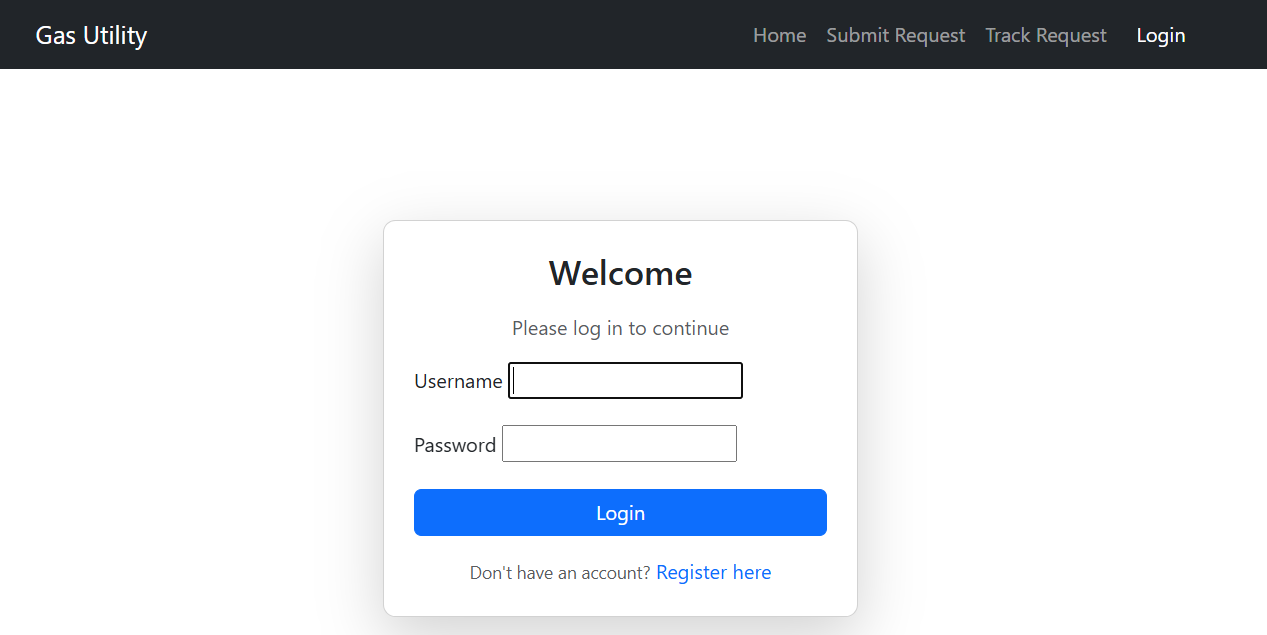 Gas Utility Home Submit Request Track Request Login
Welcome
Please log in to continue
Username
Password
Login
Don't have an account? Register here